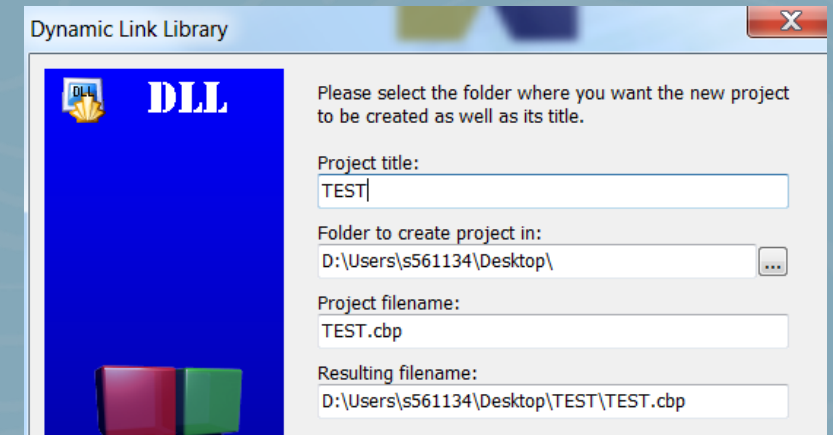 Dynamic Link Library
X
DLL
DLL
Please select the folder where you want the new project
to be created as well as its title.
Project title:
TEST
Folder to create project in:
D:\Users\s561134\Desktop\
...
Project filename:
TEST.cbp
Resulting filename:
D:\Users\s561134\Desktop\TEST\TEST.cbp